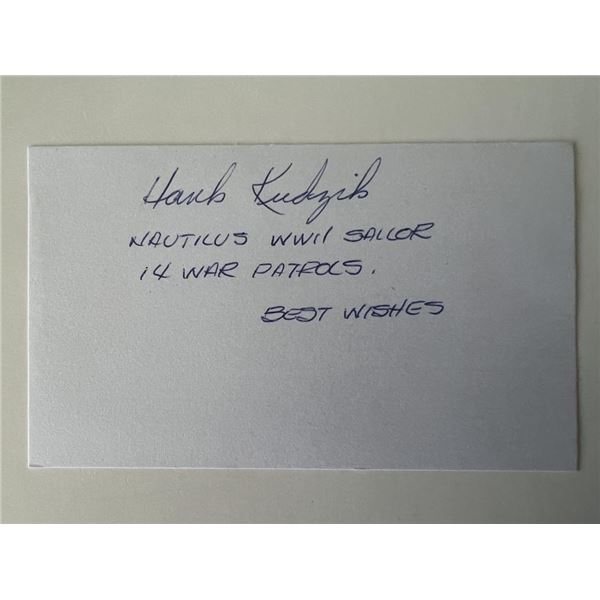 Hank Kudzik
NAUTILUS WWII SAILOR
14 WAR PATROLS.
BEST WISHES